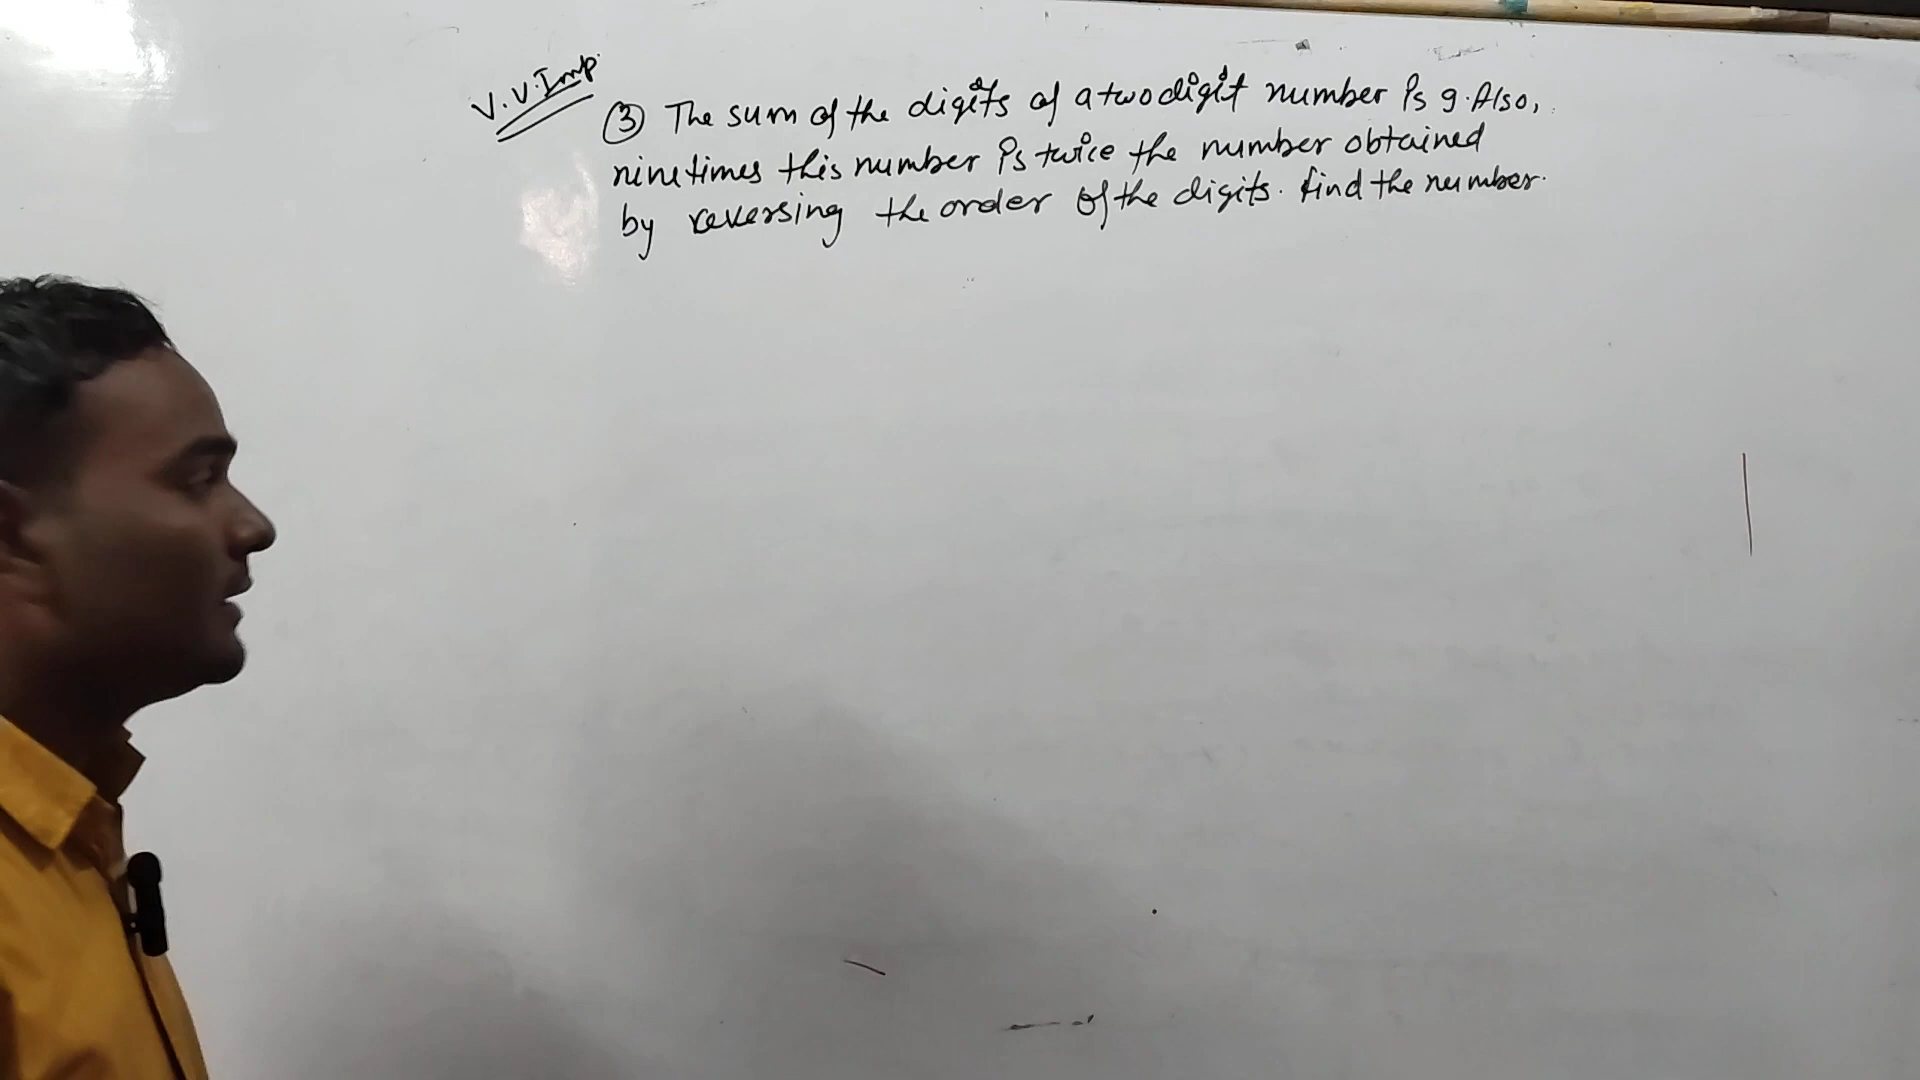 V.V.Imp.
③ The sum of the digits of a two digit number is 9. Also,
nine times this number is twice the number obtained
by reversing the order of the digits. find the number.